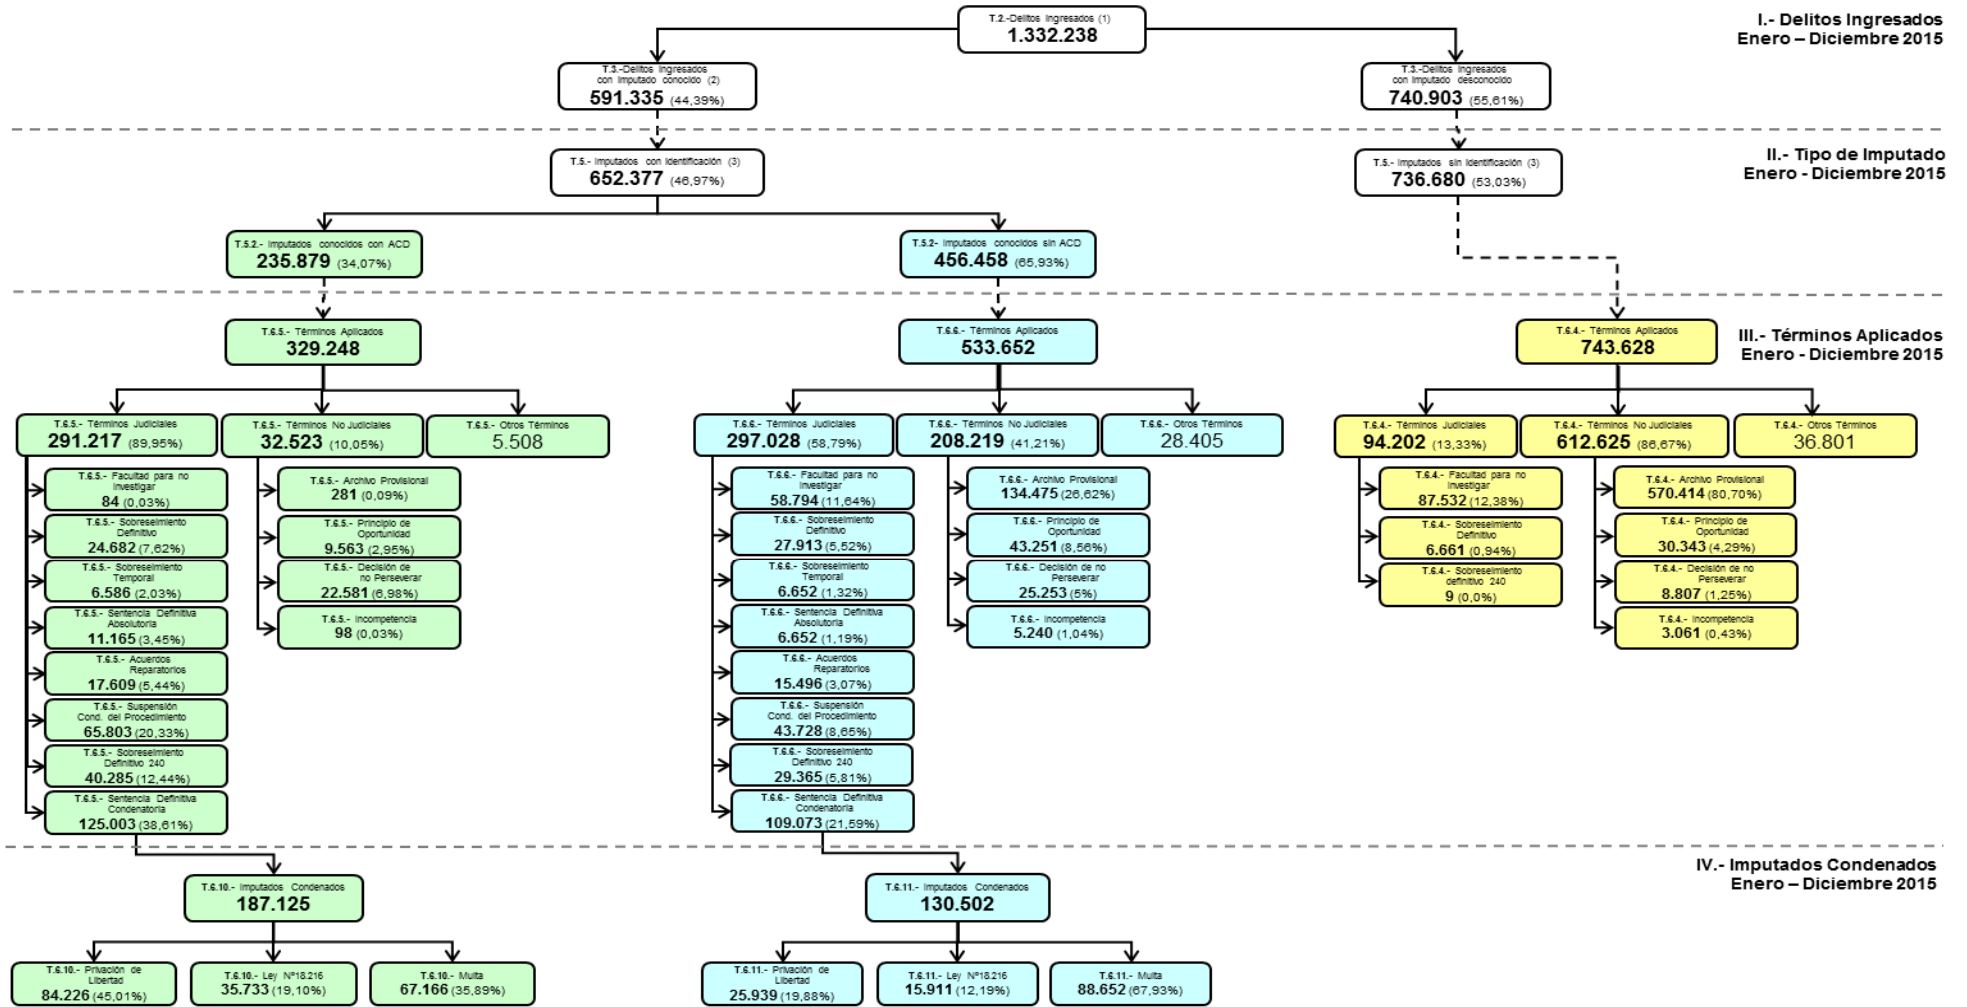 T.2.-Delitos Ingresados (1)
1.332.238
I.- Delitos Ingresados
Enero – Diciembre 2015
T.3.-Delitos Ingresados
con Imputado conocido (2)
591.335 (44,39%)
T.3.-Delitos Ingresados
con Imputado desconocido
740.903 (55,61%)
T.5.- Imputados con Identificación (3)
652.377 (46,97%)
T.5.- Imputados sin Identificación (3)
736.680 (53,03%)
II.- Tipo de Imputado
Enero - Diciembre 2015
T.5.2.- Imputados conocidos con ACD
235.879 (34,07%)
T.5.2- Imputados conocidos sin ACD
456.458 (65,93%)
T.6.5.- Términos Aplicados
329.248
T.6.6.- Términos Aplicados
533.652
T.6.4.- Términos Aplicados
743.628
III.- Términos Aplicados
Enero - Diciembre 2015
T.6.5.- Términos Judiciales
291.217 (89,95%)
T.6.5.- Términos No Judiciales
32.523 (10,05%)
T.6.5.- Otros Términos
5.508
T.6.6.- Términos Judiciales
297.028 (58,79%)
T.6.6.- Términos No Judiciales
208.219 (41,21%)
T.6.6.- Otros Términos
28.405
T.6.4.- Términos Judiciales
94.202 (13,33%)
T.6.4.- Términos No Judiciales
612.625 (86,67%)
T.6.4.- Otros Términos
36.801
T.6.5.- Facultad para no
Investigar
84 (0,03%)
T.6.5.- Sobreseimiento
Definitivo
24.682 (7,62%)
T.6.5.- Sobreseimiento
Temporal
6.586 (2,03%)
T.6.5.- Sentencia Definitiva
Absolutoria
11.165 (3,45%)
T.6.5.- Acuerdos
Reparatorios
17.609 (5,44%)
T.6.5.- Suspensión
Cond. del Procedimiento
65.803 (20,33%)
T.6.5.- Sobreseimiento
Definitivo 240
40.285 (12,44%)
T.6.5.- Sentencia Definitiva
Condenatoria
125.003 (38,61%)
T.6.5.- Archivo Provisional
281 (0,09%)
T.6.5.- Principio de
Oportunidad
9.563 (2,95%)
T.6.5.- Decisión de
no Perseverar
22.581 (6,98%)
T.6.5.- Incompetencia
98 (0,03%)
T.6.6.- Facultad para no
Investigar
58.794 (11,64%)
T.6.6.- Sobreseimiento
Definitivo
27.913 (5,52%)
T.6.6.- Sobreseimiento
Temporal
6.652 (1,32%)
T.6.6.- Sentencia Definitiva
Absolutoria
6.652 (1,19%)
T.6.6.- Acuerdos
Reparatorios
15.496 (3,07%)
T.6.6.- Suspensión
Cond. del Procedimiento
43.728 (8,65%)
T.6.6.- Sobreseimiento
Definitivo 240
29.365 (5,81%)
T.6.6.- Sentencia Definitiva
Condenatoria
109.073 (21,59%)
T.6.6.- Archivo Provisional
134.475 (26,62%)
T.6.6.- Principio de
Oportunidad
43.251 (8,56%)
T.6.6.- Decisión de no
Perseverar
25.253 (5%)
T.6.6.- Incompetencia
5.240 (1,04%)
T.6.4.- Facultad para no
Investigar
87.532 (12,38%)
T.6.4.- Sobreseimiento
Definitivo
6.661 (0,94%)
T.6.4.- Sobreseimiento
definitivo 240
9 (0,0%)
T.6.4.- Archivo Provisional
570.414 (80,70%)
T.6.4.- Principio de
Oportunidad
30.343 (4,29%)
T.6.4.- Decisión de no
Perseverar
8.807 (1,25%)
T.6.4.- Incompetencia
3.061 (0,43%)
IV.- Imputados Condenados
Enero – Diciembre 2015
T.6.10.- Imputados Condenados
187.125
T.6.11.- Imputados Condenados
130.502
T.6.10.- Privación de
Libertad
84.226 (45,01%)
T.6.10.- Ley Nº18.216
35.733 (19,10%)
T.6.10.- Multa
67.166 (35,89%)
T.6.11.- Privación de
Libertad
25.939 (19,88%)
T.6.11.- Ley Nº18.216
15.911 (12,19%)
T.6.11.- Multa
88.652 (67,93%)